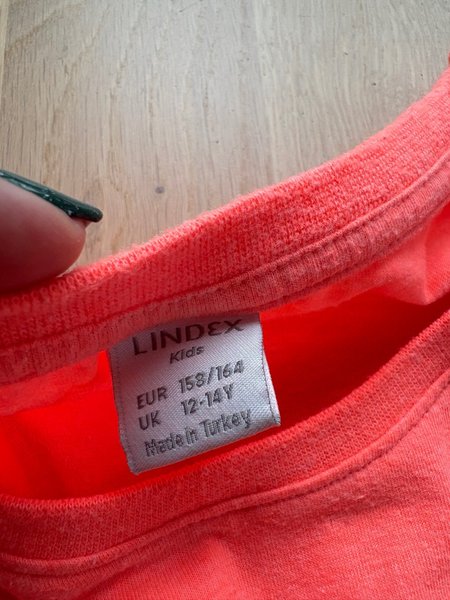 LINDEX
Kids
EUR 158/164
UK 12-14Y
Made in Turkey